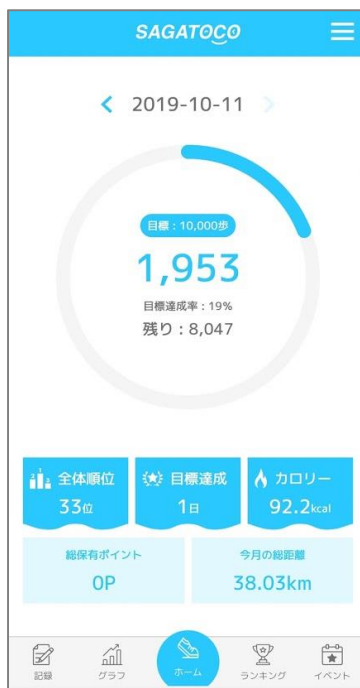 SAGATOCO
2019-10-11
目標：10,000歩
1,953
目標達成率：19%
残り：8,047
全体順位
33位
目標達成
1日
カロリー
92.2kcal
総保有ポイント
0P
今月の総距離
38.03km
記録
グラフ
ホーム
ランキング
イベント